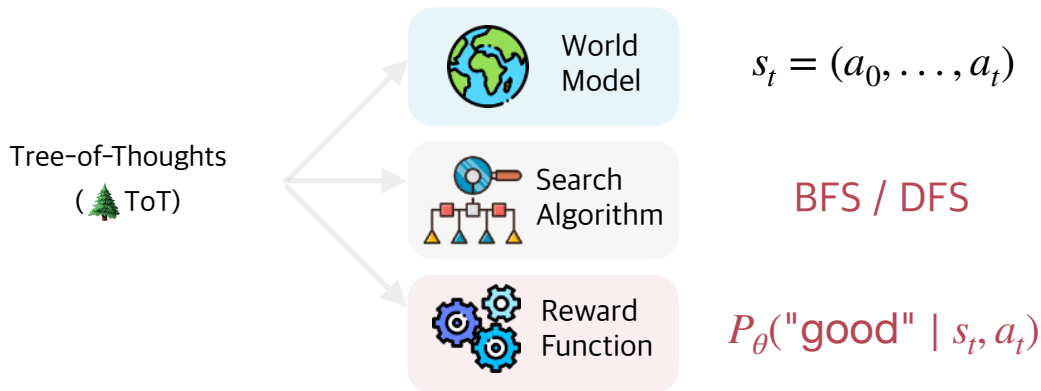 Tree-of-Thoughts
(🌲ToT)
World
Model
s_t = (a_0, . . . , a_t)
Search
Algorithm
BFS / DFS
Reward
Function
P_θ("good" | s_t, a_t)